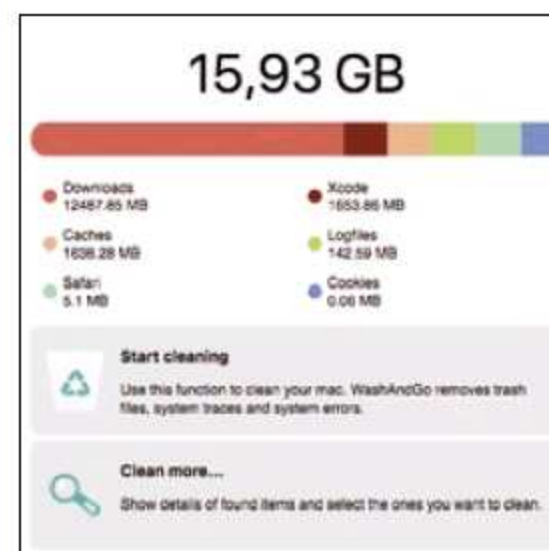 15,93 GB
Downloads
12487.85 MB
Xcode
1653.86 MB
Caches
1636.28 MB
Logfiles
142.59 MB
Safari
5.1 MB
Cookies
0.06 MB
Start cleaning
Use this function to clean your mac. WashAndGo removes trash
files, system traces and system errors.
Clean more...
Show details of found items and select the ones you want to clean.